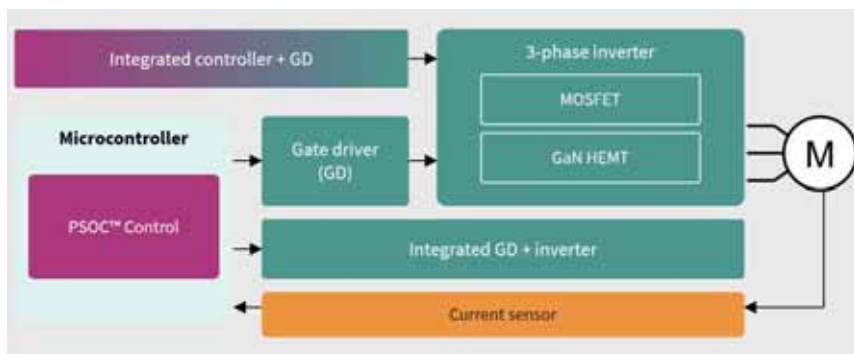 Integrated controller + GD
3-phase inverter
MOSFET
GaN HEMT
Microcontroller
PSOC™ Control
Gate driver
(GD)
M
Integrated GD + inverter
Current sensor